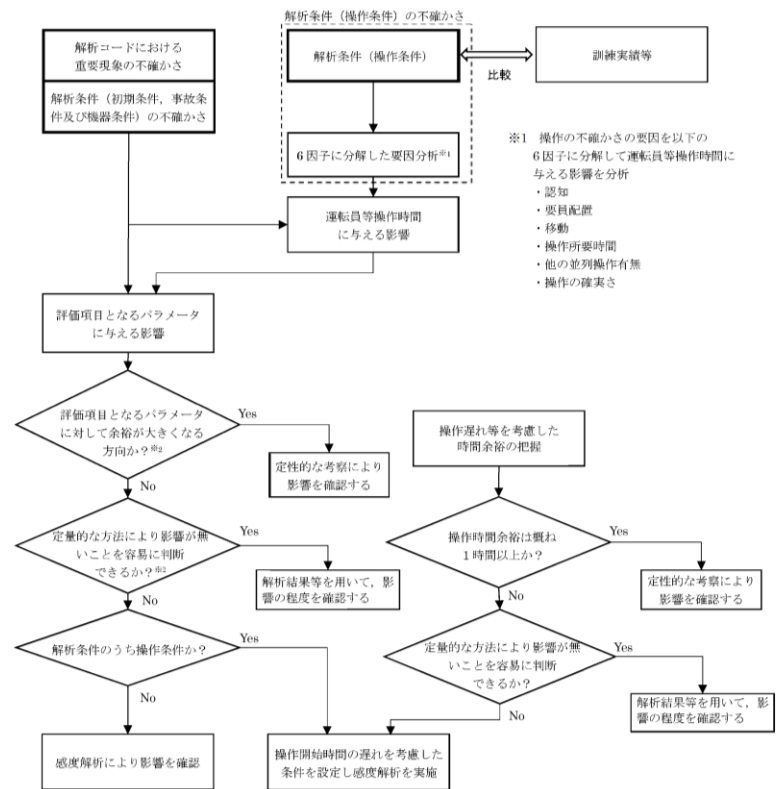 解析条件（操作条件）の不確かさ
解析コードにおける
重要現象の不確かさ
解析条件（初期条件，事故条
件及び機器条件）の不確かさ
解析条件（操作条件）
比較
訓練実績等
6因子に分解した要因分析※1
※1　操作の不確かさの要因を以下の
6因子に分解して運転員等操作時間に
与える影響を分析
・認知
・要員配置
・移動
・操作所要時間
・他の並列操作有無
・操作の確実さ
運転員等操作時間
に与える影響
評価項目となるパラメータ
に与える影響
評価項目となるパラメータ
に対して余裕が大きくなる
方向か？※2
Yes
定性的な考察により
影響を確認する
No
定量的な方法により影響が無
いことを容易に判断
できるか？※2
Yes
解析結果等を用いて，影
響の程度を確認する
No
解析条件のうち操作条件か？
Yes
No
感度解析により影響を確認
操作遅れ等を考慮した
時間余裕の把握
操作時間余裕は概ね
1時間以上か？
Yes
定性的な考察により
影響を確認する
No
定量的な方法により影響が無
いことを容易に判断
できるか？
Yes
解析結果等を用いて，影
響の程度を確認する
No
操作開始時間の遅れを考慮した
条件を設定し感度解析を実施